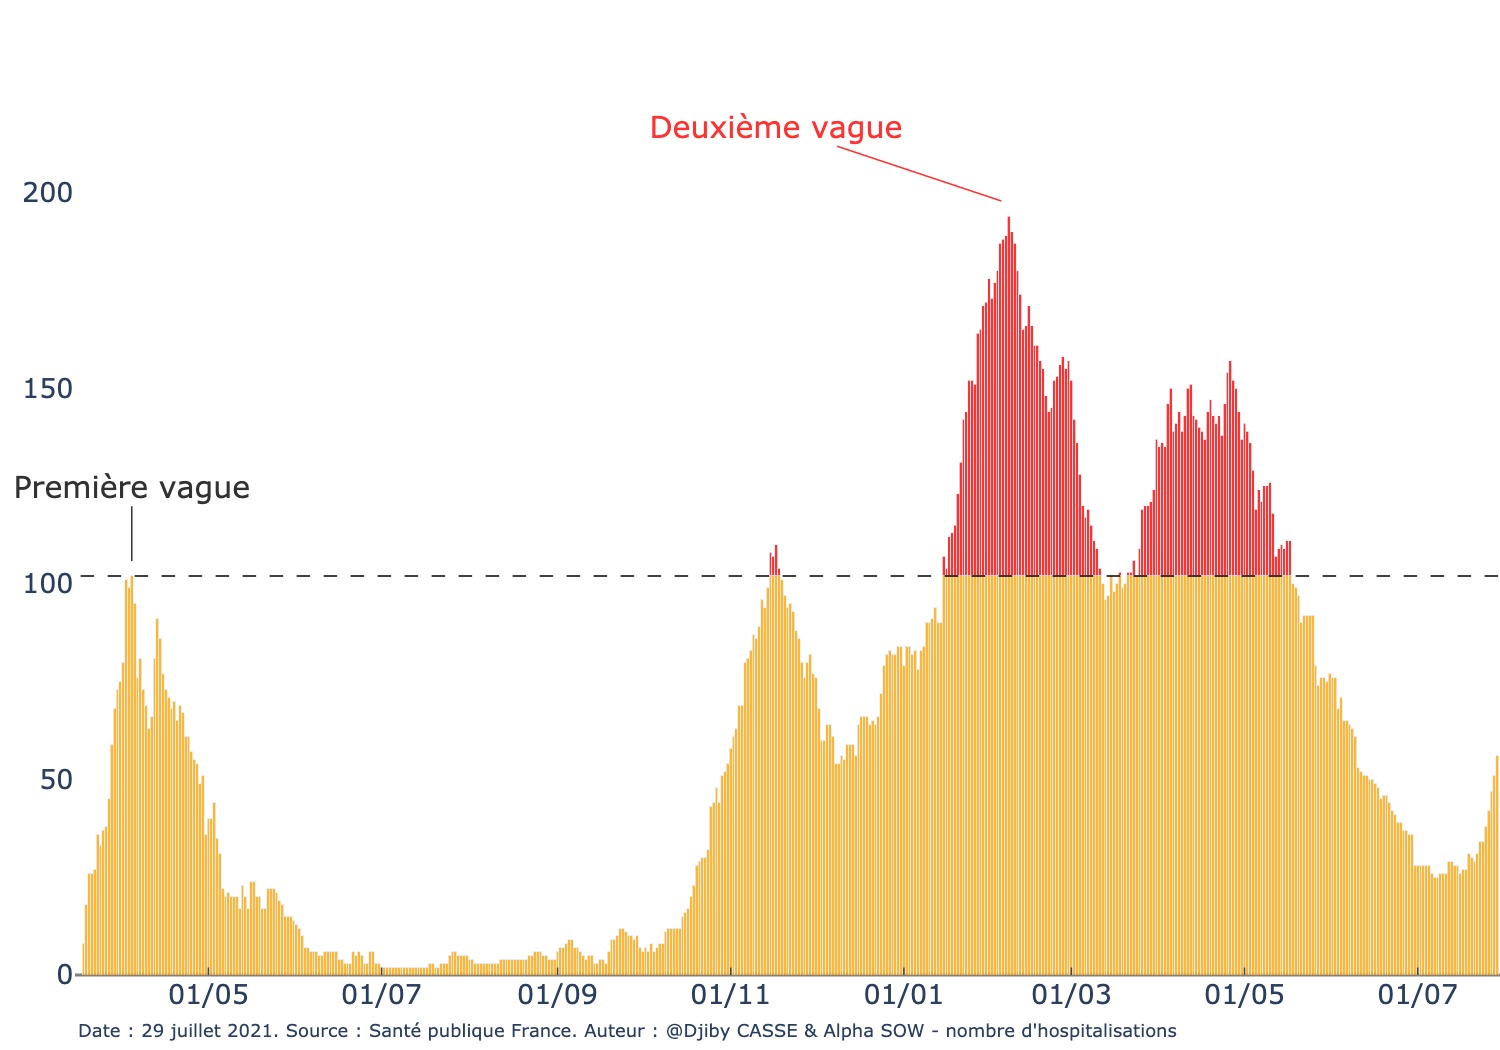 Deuxième vague
200
150
Première vague
100
50
0
01/05 01/07 01/09 01/11 01/01 01/03 01/05 01/07
Date : 29 juillet 2021. Source : Santé publique France. Auteur : @Djiby CASSE & Alpha SOW - nombre d'hospitalisations